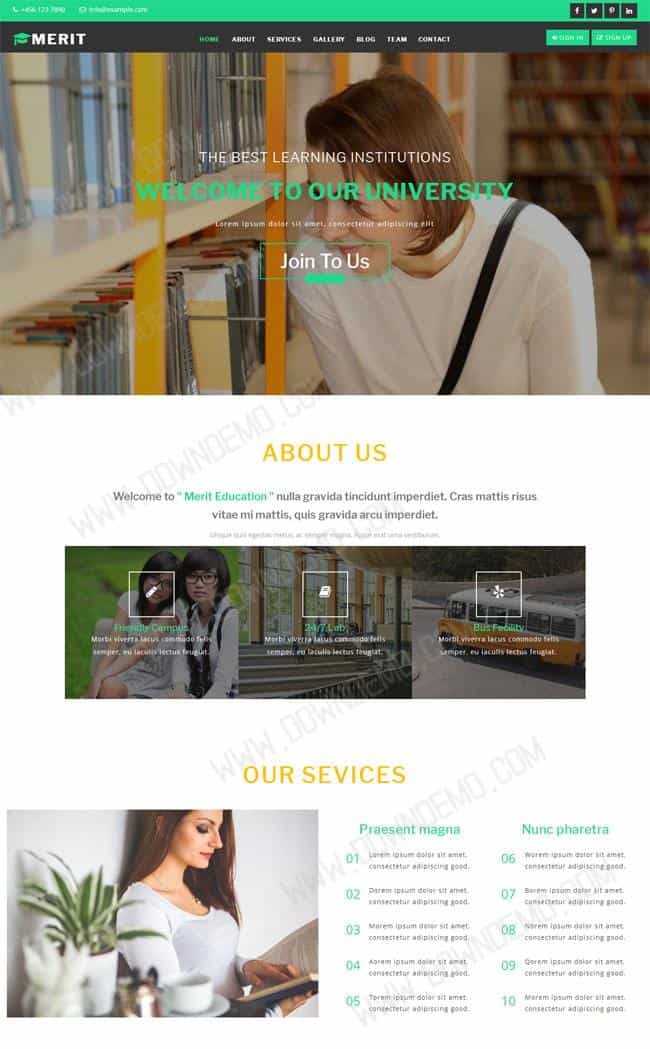 +456 123 7890
info@example.com
MERIT
HOME ABOUT SERVICES GALLERY BLOG TEAM CONTACT
SIGN IN
SIGN UP
THE BEST LEARNING INSTITUTIONS
WELCOME TO OUR UNIVERSITY
Lorem ipsum dolor sit amet, consectetur adipiscing elit
Join To Us
ABOUT US
Welcome to " Merit Education " nulla gravida tincidunt imperdiet. Cras mattis risus
vitae mi mattis, quis gravida arcu imperdiet.
Utique quis egestas metus, ac semper magna. Fusce erat urna vestibulum.
Friendly Campus
Morbi viverra lacus commodo felis
semper, eu iaculis lectus feugiat.
24/7 Lab
Morbi viverra lacus commodo felis
semper, eu iaculis lectus feugiat.
Bus Fecility
Morbi viverra lacus commodo felis
semper, eu iaculis lectus feugiat.
OUR SEVICES
Praesent magna
01 Lorem ipsum dolor sit amet,
consectetur adipiscing good.
02 Dorem ipsum dolor sit amet,
consectetur adipiscing good.
03 Morem ipsum dolor sit amet,
consectetur adipiscing good.
04 Aorem ipsum dolor sit amet,
consectetur adipiscing good.
05 Torem ipsum dolor sit amet,
consectetur adipiscing good.
Nunc pharetra
06 Worem ipsum dolor sit amet,
consectetur adipiscing good.
07 Borem ipsum dolor sit amet,
consectetur adipiscing good.
08 Norem ipsum dolor sit amet,
consectetur adipiscing good.
09 Qorem ipsum dolor sit amet,
consectetur adipiscing good.
10 Morem ipsum dolor sit amet,
consectetur adipiscing good.
WWW.DOWNDEMO.COM
WWW.DOWNDEMO.COM
WWW.DOWNDEMO.COM